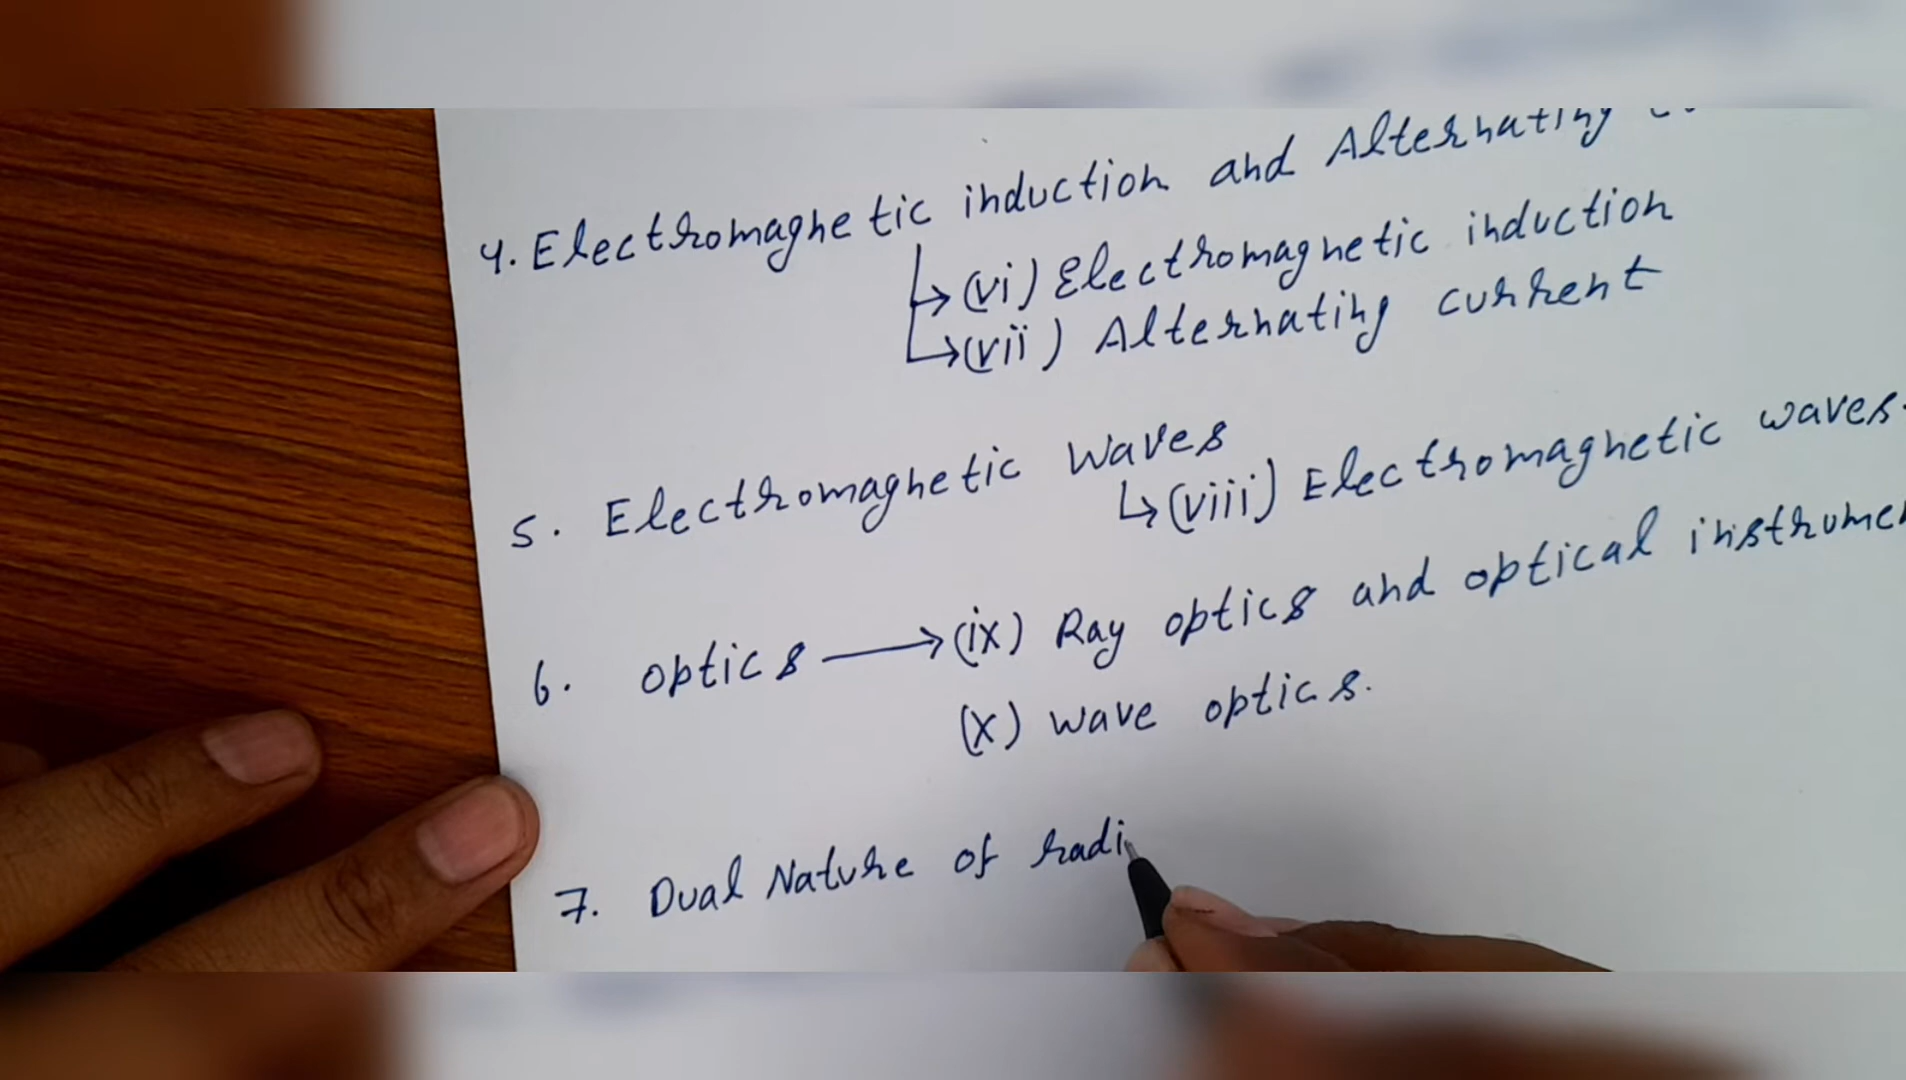 4. Electromagnetic induction and Alternating
(vi) Electromagnetic induction
(vii) Alternating current
5. Electromagnetic Waves
(viii) Electromagnetic waves.
6. optics → (ix) Ray optics and optical instrumen
(x) wave optics.
7. Dual Nature of radi